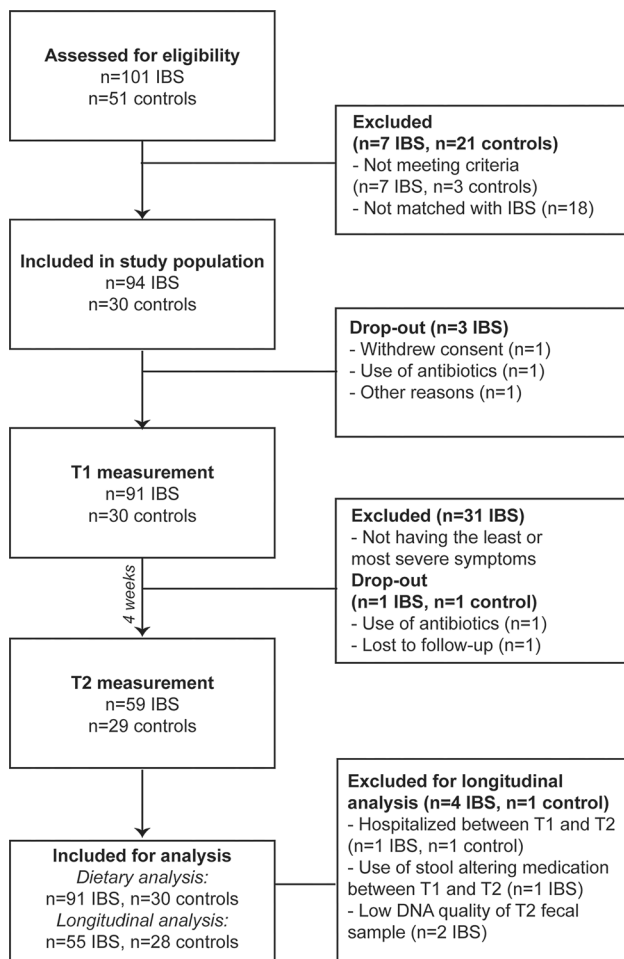 Assessed for eligibility
n=101 IBS
n=51 controls
Excluded
(n=7 IBS, n=21 controls)
- Not meeting criteria
(n=7 IBS, n=3 controls)
- Not matched with IBS (n=18)
Included in study population
n=94 IBS
n=30 controls
Drop-out (n=3 IBS)
- Withdrew consent (n=1)
- Use of antibiotics (n=1)
- Other reasons (n=1)
T1 measurement
n=91 IBS
n=30 controls
4 weeks
Excluded (n=31 IBS)
- Not having the least or
most severe symptoms
Drop-out
(n=1 IBS, n=1 control)
- Use of antibiotics (n=1)
- Lost to follow-up (n=1)
T2 measurement
n=59 IBS
n=29 controls
Excluded for longitudinal
analysis (n=4 IBS, n=1 control)
- Hospitalized between T1 and T2
(n=1 IBS, n=1 control)
- Use of stool altering medication
between T1 and T2 (n=1 IBS)
- Low DNA quality of T2 fecal
sample (n=2 IBS)
Included for analysis
Dietary analysis:
n=91 IBS, n=30 controls
Longitudinal analysis:
n=55 IBS, n=28 controls